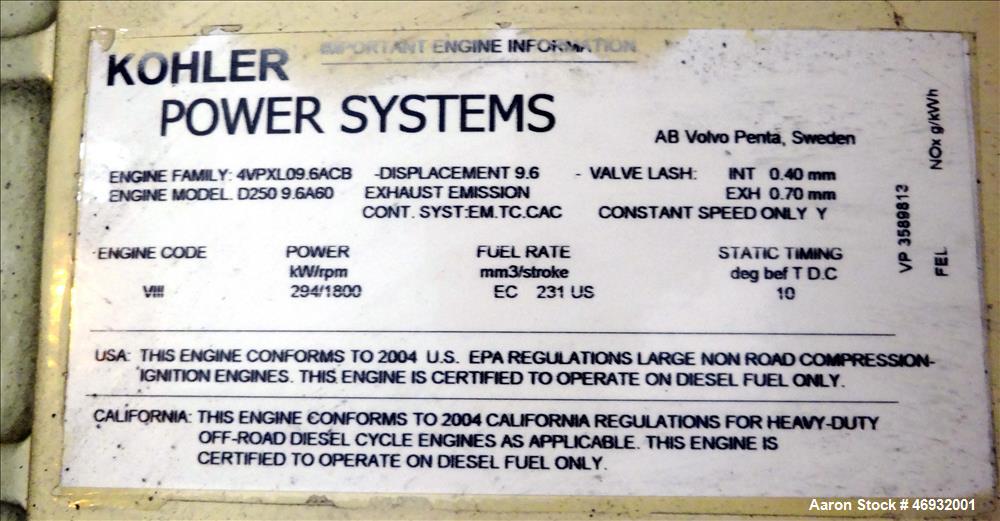 IMPORTANT ENGINE INFORMATION
KOHLER
POWER SYSTEMS
AB Volvo Penta, Sweden
ENGINE FAMILY: 4VPXL09.6ACB -DISPLACEMENT 9.6 - VALVE LASH: INT 0.40 mm
ENGINE MODEL. D250 9.6A60 EXHAUST EMISSION EXH 0.70 mm
CONT. SYST:EM.TC.CAC CONSTANT SPEED ONLY Y
ENGINE CODE POWER FUEL RATE STATIC TIMING
kW/rpm mm3/stroke deg bef T D.C
VIII 294/1800 EC 231 US 10
USA: THIS ENGINE CONFORMS TO 2004 U.S. EPA REGULATIONS LARGE NON ROAD COMPRESSION-
IGNITION ENGINES. THIS ENGINE IS CERTIFIED TO OPERATE ON DIESEL FUEL ONLY.
CALIFORNIA: THIS ENGINE CONFORMS TO 2004 CALIFORNIA REGULATIONS FOR HEAVY-DUTY
OFF-ROAD DIESEL CYCLE ENGINES AS APPLICABLE. THIS ENGINE IS
CERTIFIED TO OPERATE ON DIESEL FUEL ONLY.
VP 3589813
FEL NOx g/kWh
Aaron Stock # 46932001